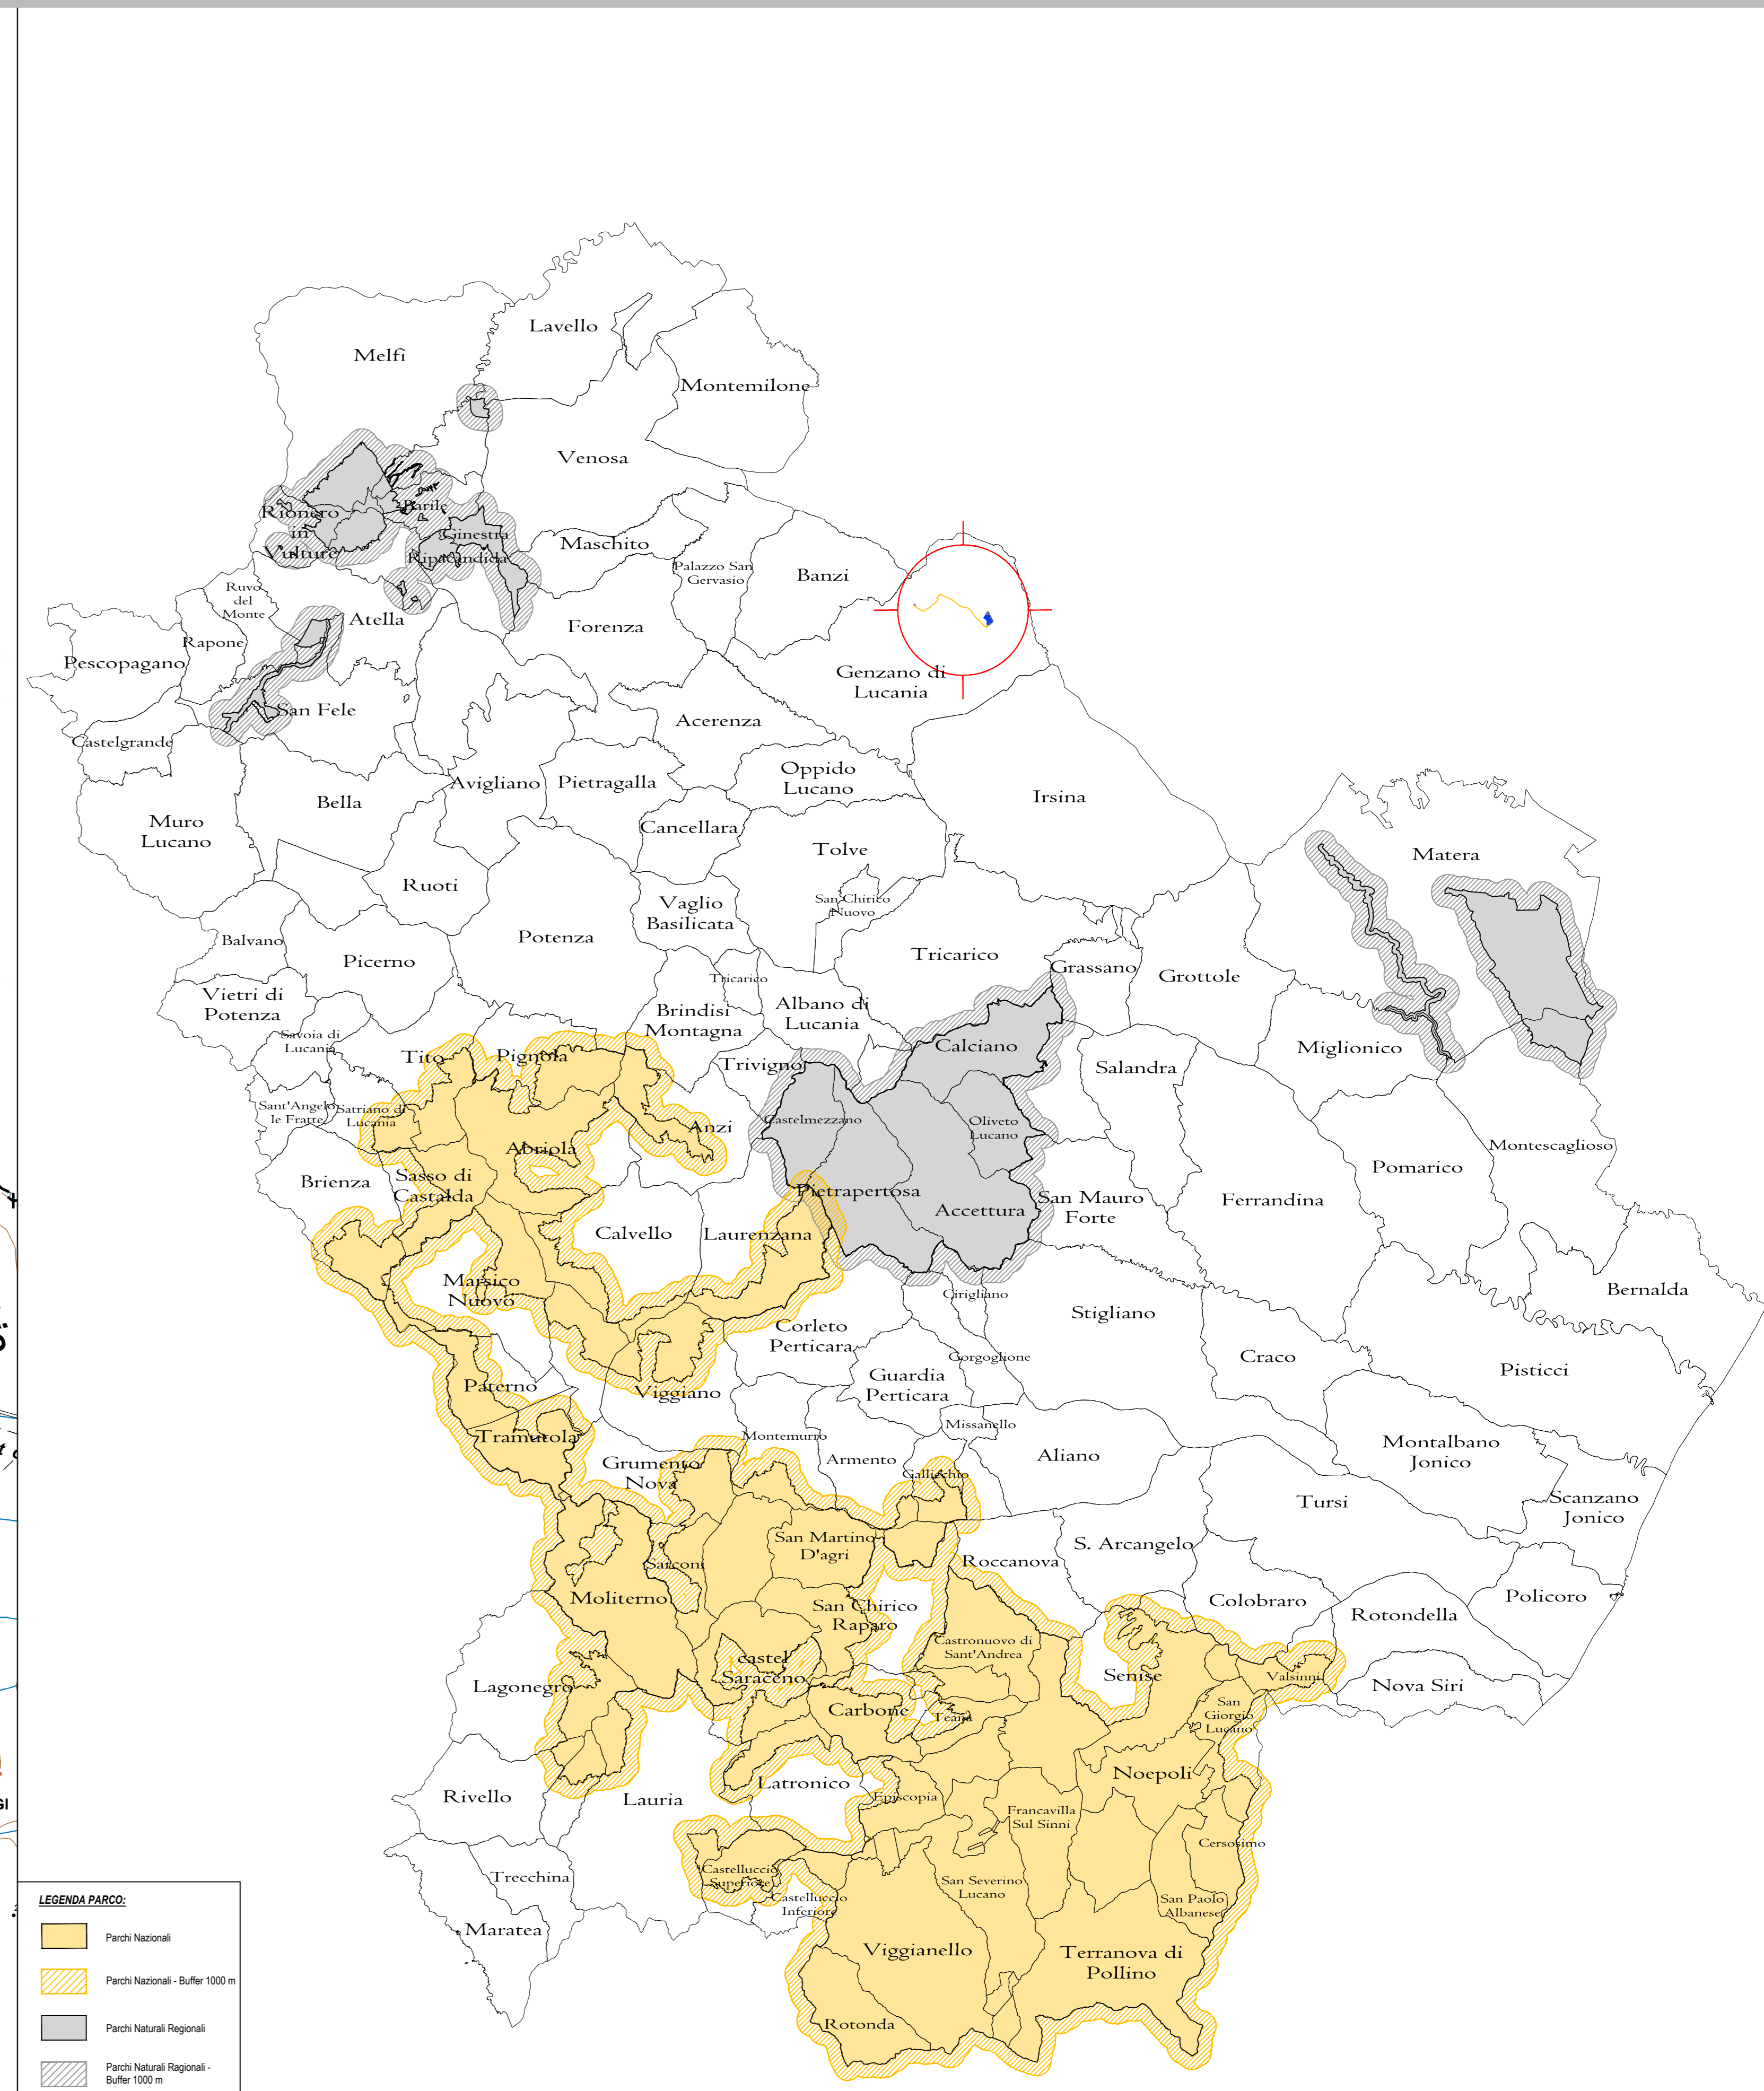 Lavello
Melfi
Montemilone
Venosa
Rionero
in
Vulture
Barile
Ginestra
Ripacandida
Maschito
Palazzo San
Gervasio
Banzi
Ruvo
del
Monte
Atella
Forenza
Rapone
Pescopagano
Genzano di
Lucania
San Fele
Acerenza
Castelgrande
Avigliano
Pietragalla
Oppido
Lucano
Bella
Irsina
Muro
Lucano
Cancellara
Tolve
Matera
Ruoti
San Chirico
Nuovo
Vaglio
Basilicata
Potenza
Balvano
Picerno
Tricarico
Grassano
Grottole
Tricarico
Vietri di
Potenza
Brindisi
Montagna
Albano di
Lucania
Savoia di
Lucania
Tito
Pignola
Calciano
Miglionico
Trivigno
Salandra
Sant'Angelo
le Fratte
Satriano di
Lucania
Castelmezzano
Oliveto
Lucano
Anzi
Abriola
Montescaglioso
Pomarico
Brienza
Sasso di
Castalda
Pietrapertosa
Accettura
San Mauro
Forte
Ferrandina
Calvello
Laurenzana
Marsico
Nuovo
Cirigliano
Bernalda
Stigliano
Corleto
Perticara
Gorgoglione
Craco
Pisticci
Guardia
Perticara
Paterno
Viggiano
Missanello
Tramutola
Montemurro
Armento
Aliano
Montalbano
Jonico
Grumento
Nova
Gallicchio
Tursi
Scanzano
Jonico
San Martino
D'agri
S. Arcangelo
Roccanova
Sarconi
Moliterno
San Chirico
Raparo
Colobraro
Rotondella
Policoro
Castronuovo di
Sant'Andrea
castel
Saraceno
Senise
Valsinni
Lagonegro
Nova Siri
Carbone
Teana
San
Giorgio
Lucano
Noepoli
Latronico
Rivello
Lauria
Episcopia
Francavilla
Sul Sinni
Cersosimo
Trecchina
Castelluccio
Superiore
San Severino
Lucano
Castelluccio
Inferiore
San Paolo
Albanese
Maratea
Viggianello
Terranova di
Pollino
Rotonda
GI
LEGENDA PARCO:
Parchi Nazionali
Parchi Nazionali - Buffer 1000 m
Parchi Naturali Regionali
Parchi Naturali Ragionali -
Buffer 1000 m